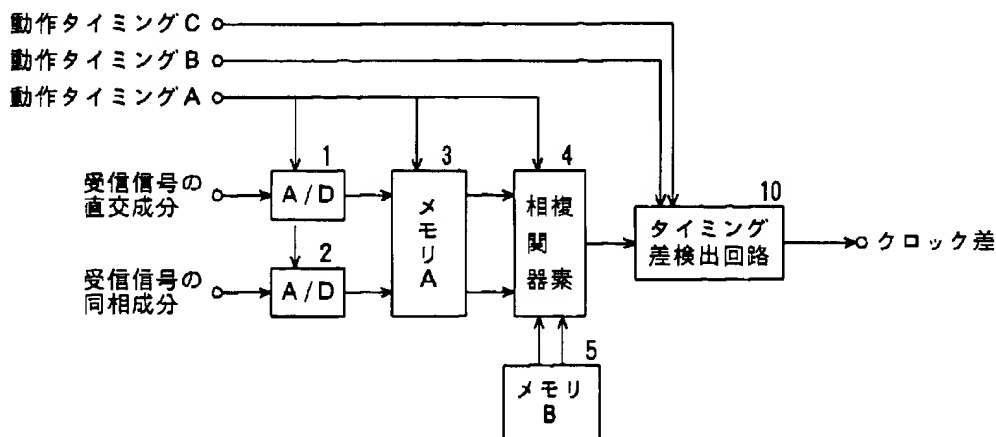 動作タイミングC
動作タイミングB
動作タイミングA
1
3
4
10
受信信号の
直交成分
A/D
メモリA
複素
相関器
タイミング
差検出回路
クロック差
2
受信信号の
同相成分
A/D
5
メモリ
B